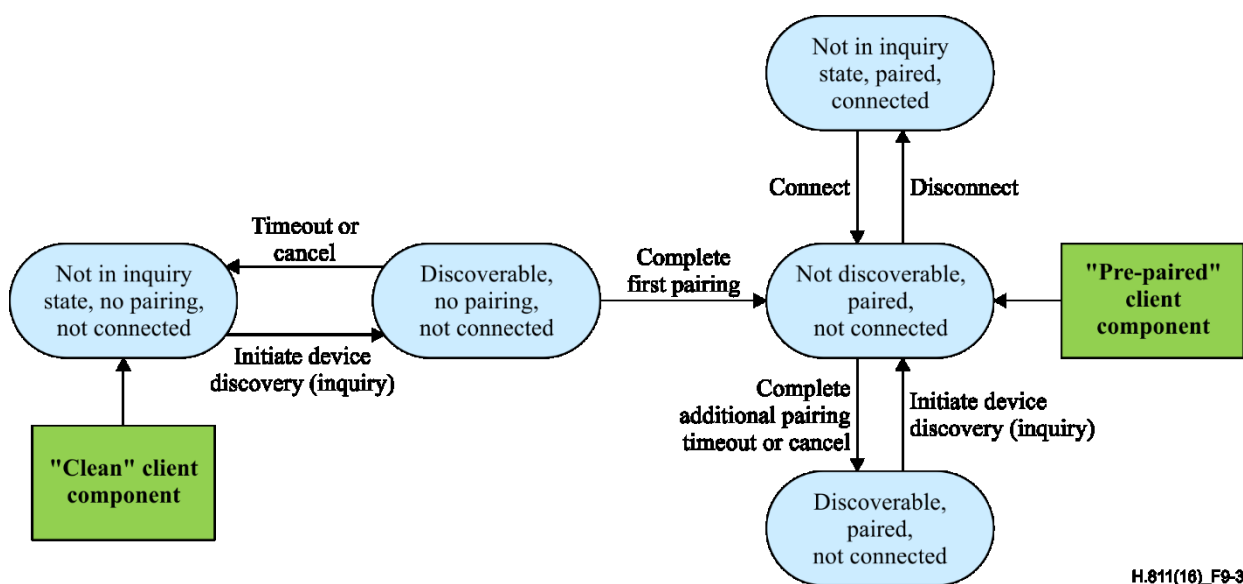 Not in inquiry
state, paired,
connected
Connect
Disconnect
Timeout or
cancel
Not in inquiry
state, no pairing,
not connected
Discoverable,
no pairing,
not connected
Complete
first pairing
Not discoverable,
paired,
not connected
"Pre-paired"
client
component
Initiate device
discovery (inquiry)
Complete
additional pairing
timeout or cancel
Initiate device
discovery (inquiry)
"Clean" client
component
Discoverable,
paired,
not connected
H.811(16)_F9-3